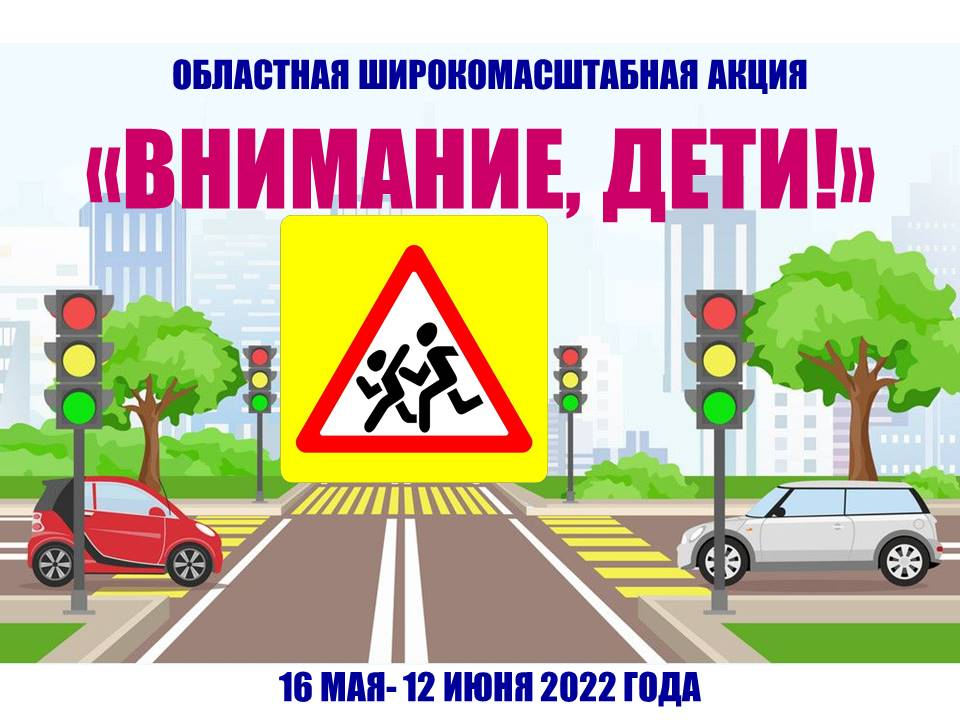 ОБЛАСТНАЯ ШИРОКОМАСШТАБНАЯ АКЦИЯ
«ВНИМАНИЕ, ДЕТИ!»
16 МАЯ- 12 ИЮНЯ 2022 ГОДА